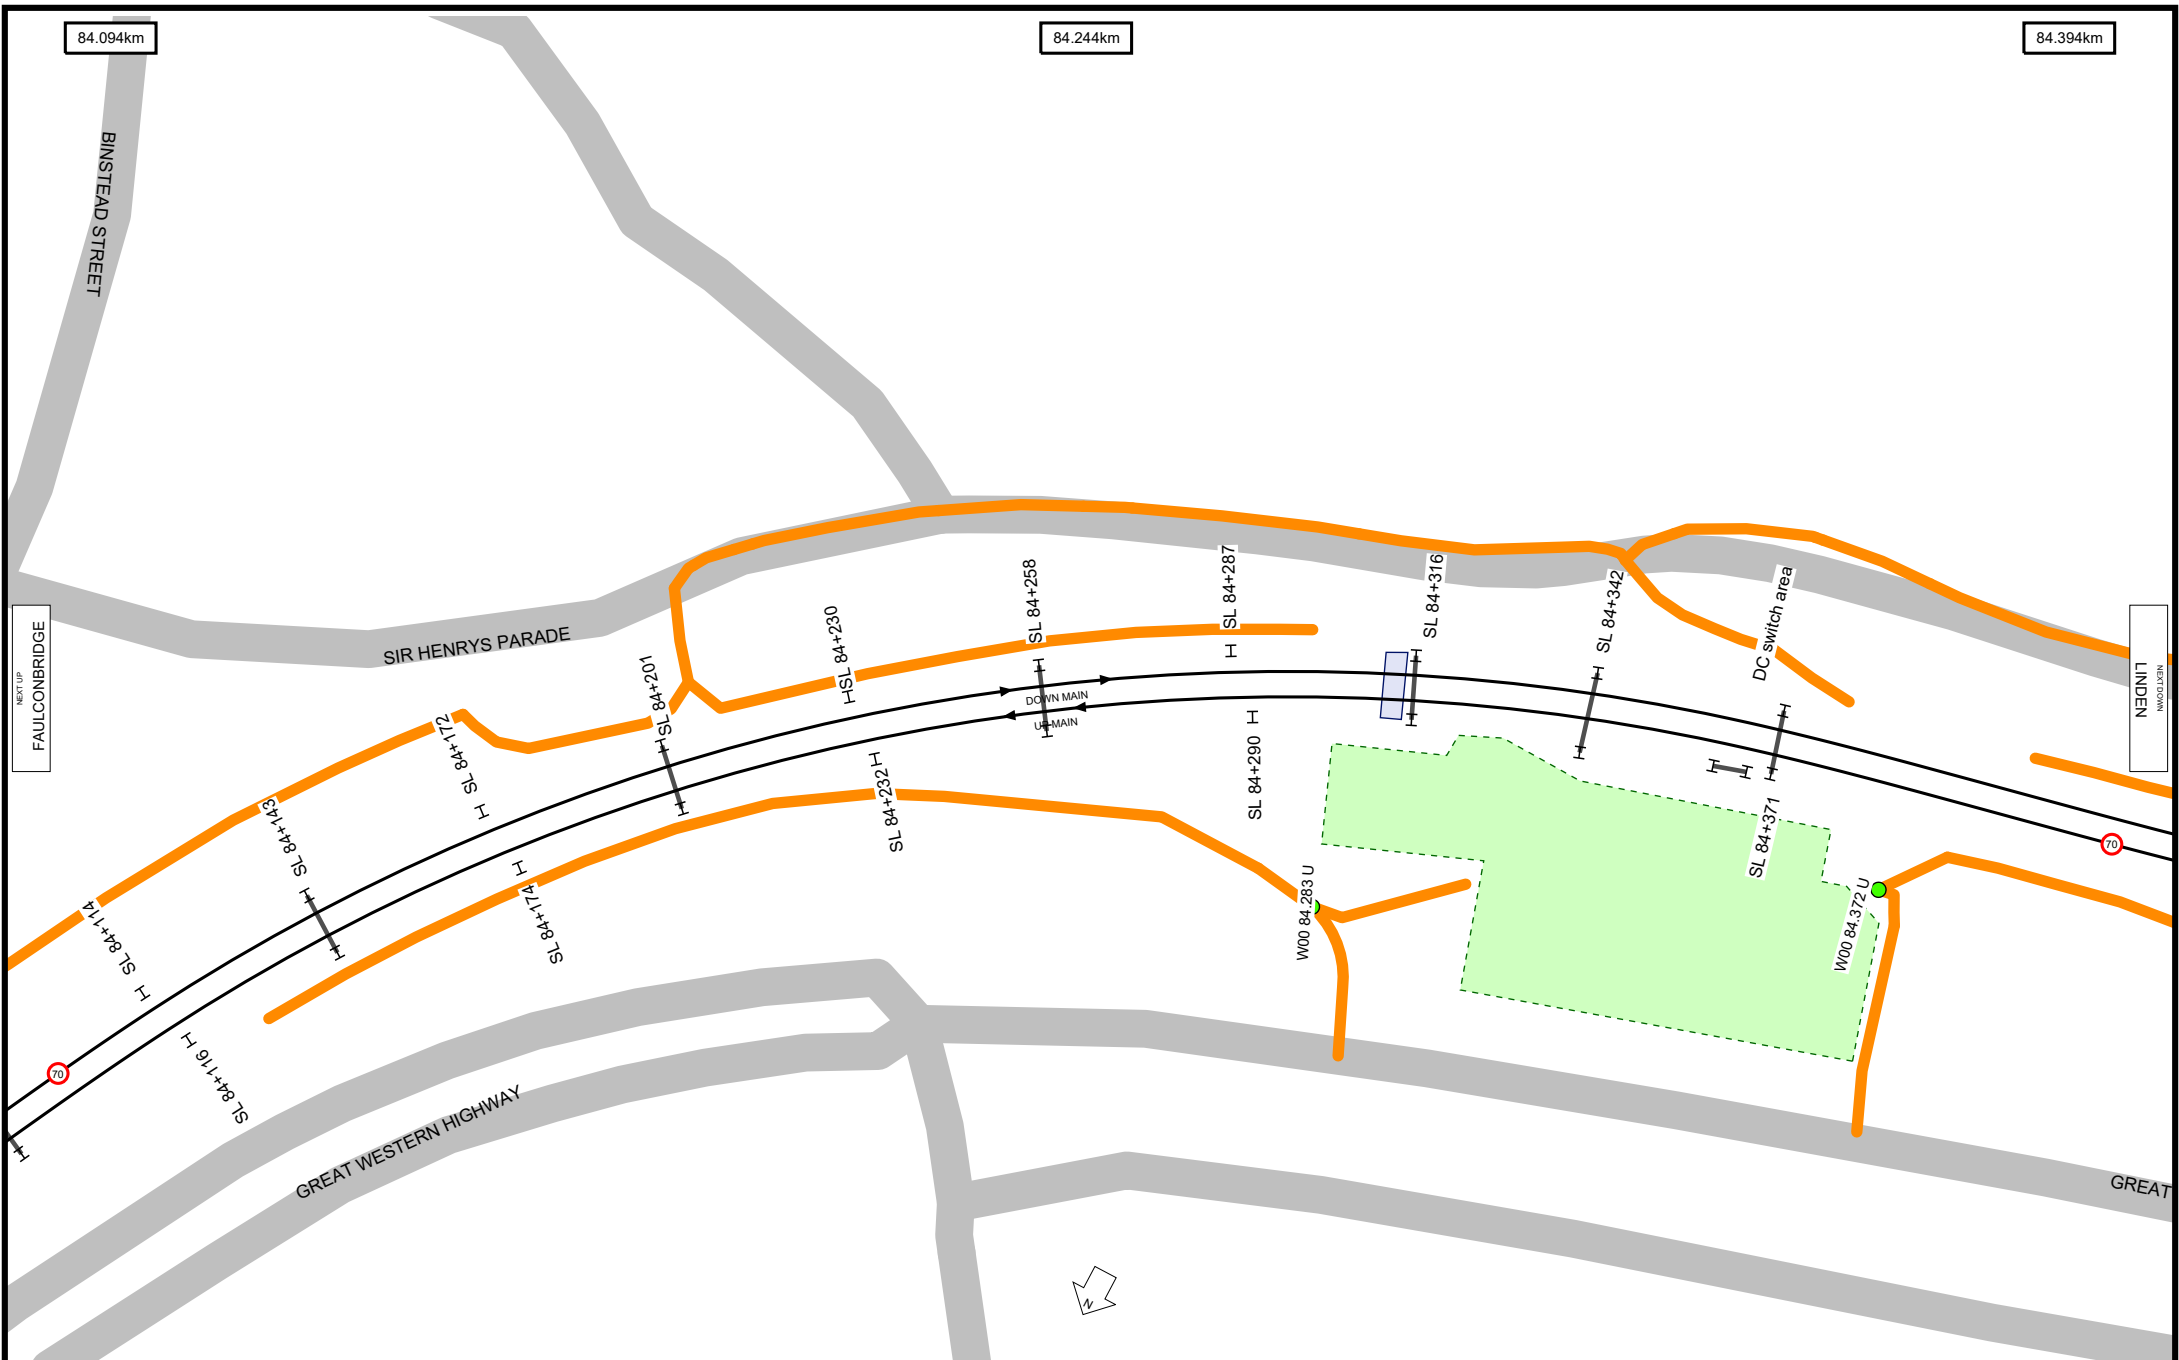 84.094km
84.244km
84.394km
BINSTEAD STREET
SIR HENRYS PARADE
NEXT UP
FAULCONBRIDGE
NEXT DOWN
LINDEN
SL 84+114
SL 84+143
SL 84+172
SL 84+201
SL 84+230
SL 84+258
SL 84+287
SL 84+316
SL 84+342
DC switch area
DOWN MAIN
UP MAIN
SL 84+116
SL 84+174
SL 84+232
SL 84+290
SL 84+371
W00 84.283 U
W00 84.372 U
70
70
GREAT WESTERN HIGHWAY
GREAT
N